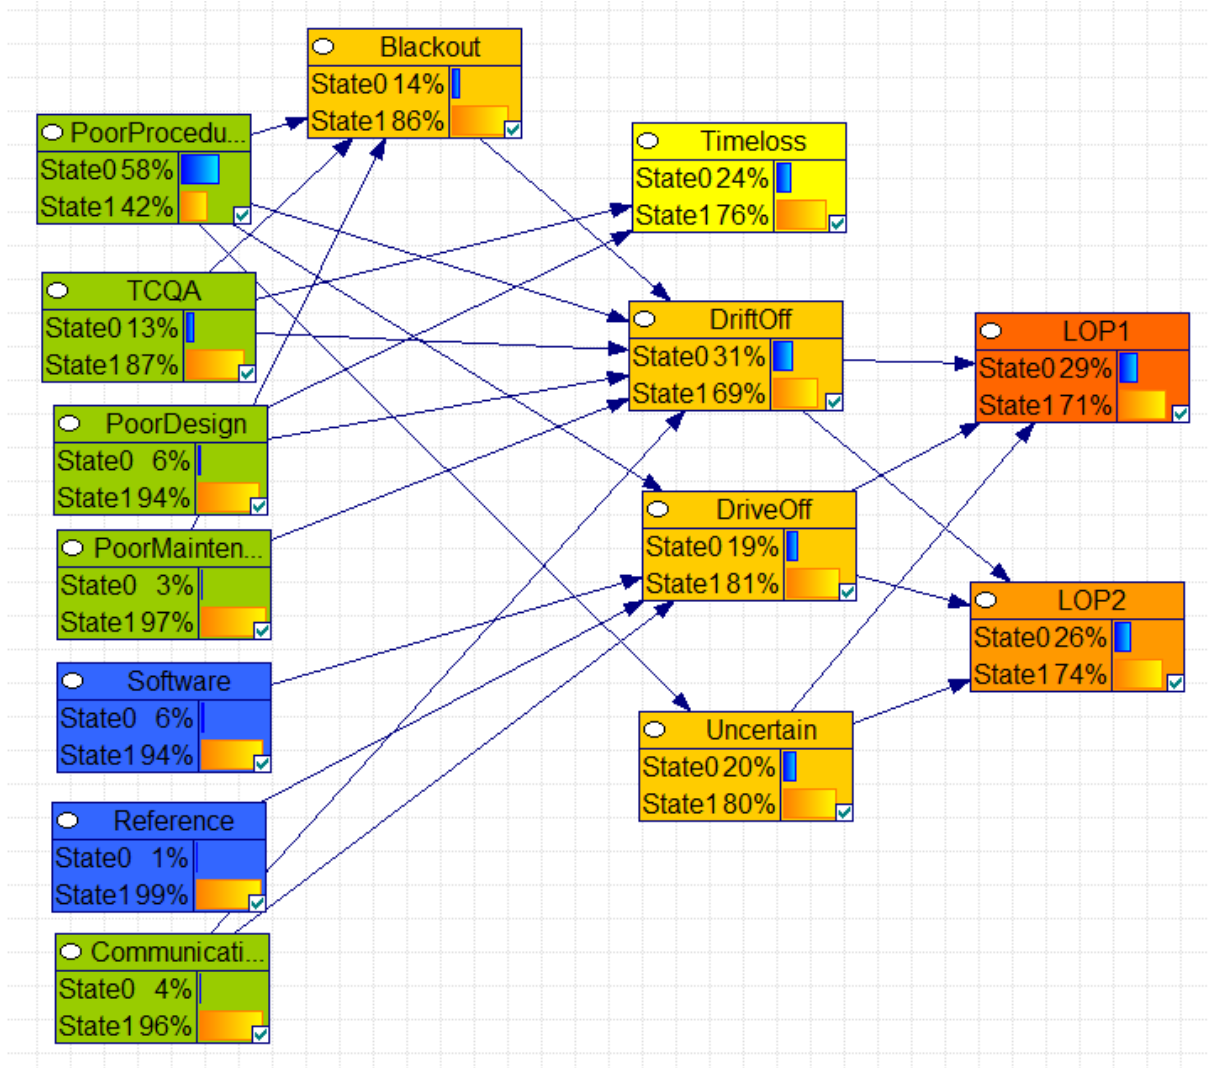 Blackout
State0 14%
State1 86%
PoorProcedu...
State0 58%
State1 42%
Timeloss
State0 24%
State1 76%
TCQA
State0 13%
State1 87%
DriftOff
State0 31%
State1 69%
LOP1
State0 29%
State1 71%
PoorDesign
State0 6%
State1 94%
DriveOff
State0 19%
State1 81%
PoorMainten...
State0 3%
State1 97%
LOP2
State0 26%
State1 74%
Software
State0 6%
State1 94%
Uncertain
State0 20%
State1 80%
Reference
State0 1%
State1 99%
Communicati...
State0 4%
State1 96%